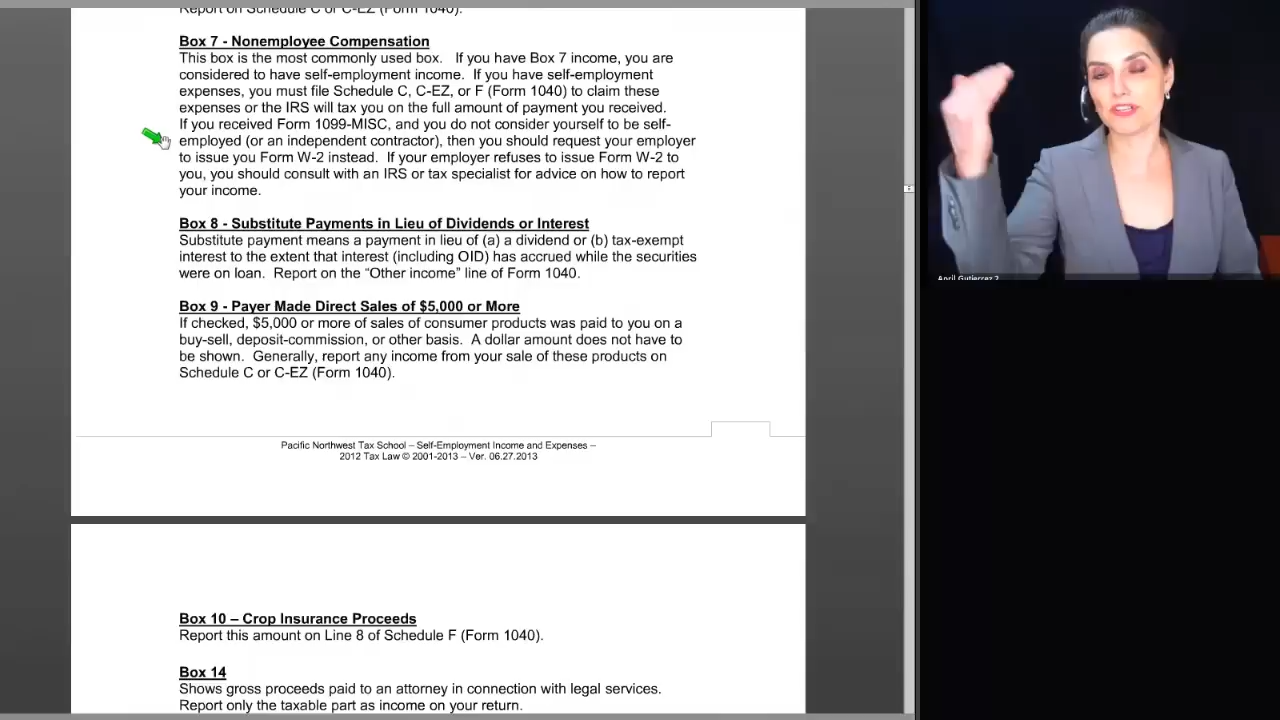 Report on Schedule C or C-EZ (Form 1040).
Box 7 - Nonemployee Compensation
This box is the most commonly used box.   If you have Box 7 income, you are
considered to have self-employment income.  If you have self-employment
expenses, you must file Schedule C, C-EZ, or F (Form 1040) to claim these
expenses or the IRS will tax you on the full amount of payment you received.
If you received Form 1099-MISC, and you do not consider yourself to be self-
employed (or an independent contractor), then you should request your employer
to issue you Form W-2 instead.  If your employer refuses to issue Form W-2 to
you, you should consult with an IRS or tax specialist for advice on how to report
your income.
Box 8 - Substitute Payments in Lieu of Dividends or Interest
Substitute payment means a payment in lieu of (a) a dividend or (b) tax-exempt
interest to the extent that interest (including OID) has accrued while the securities
were on loan.  Report on the “Other income” line of Form 1040.
Box 9 - Payer Made Direct Sales of $5,000 or More
If checked, $5,000 or more of sales of consumer products was paid to you on a
buy-sell, deposit-commission, or other basis.  A dollar amount does not have to
be shown.  Generally, report any income from your sale of these products on
Schedule C or C-EZ (Form 1040).
Pacific Northwest Tax School – Self-Employment Income and Expenses –
2012 Tax Law © 2001-2013 – Ver. 06.27.2013
Box 10 – Crop Insurance Proceeds
Report this amount on Line 8 of Schedule F (Form 1040).
Box 14
Shows gross proceeds paid to an attorney in connection with legal services.
Report only the taxable part as income on your return.
April Gutierrez 2